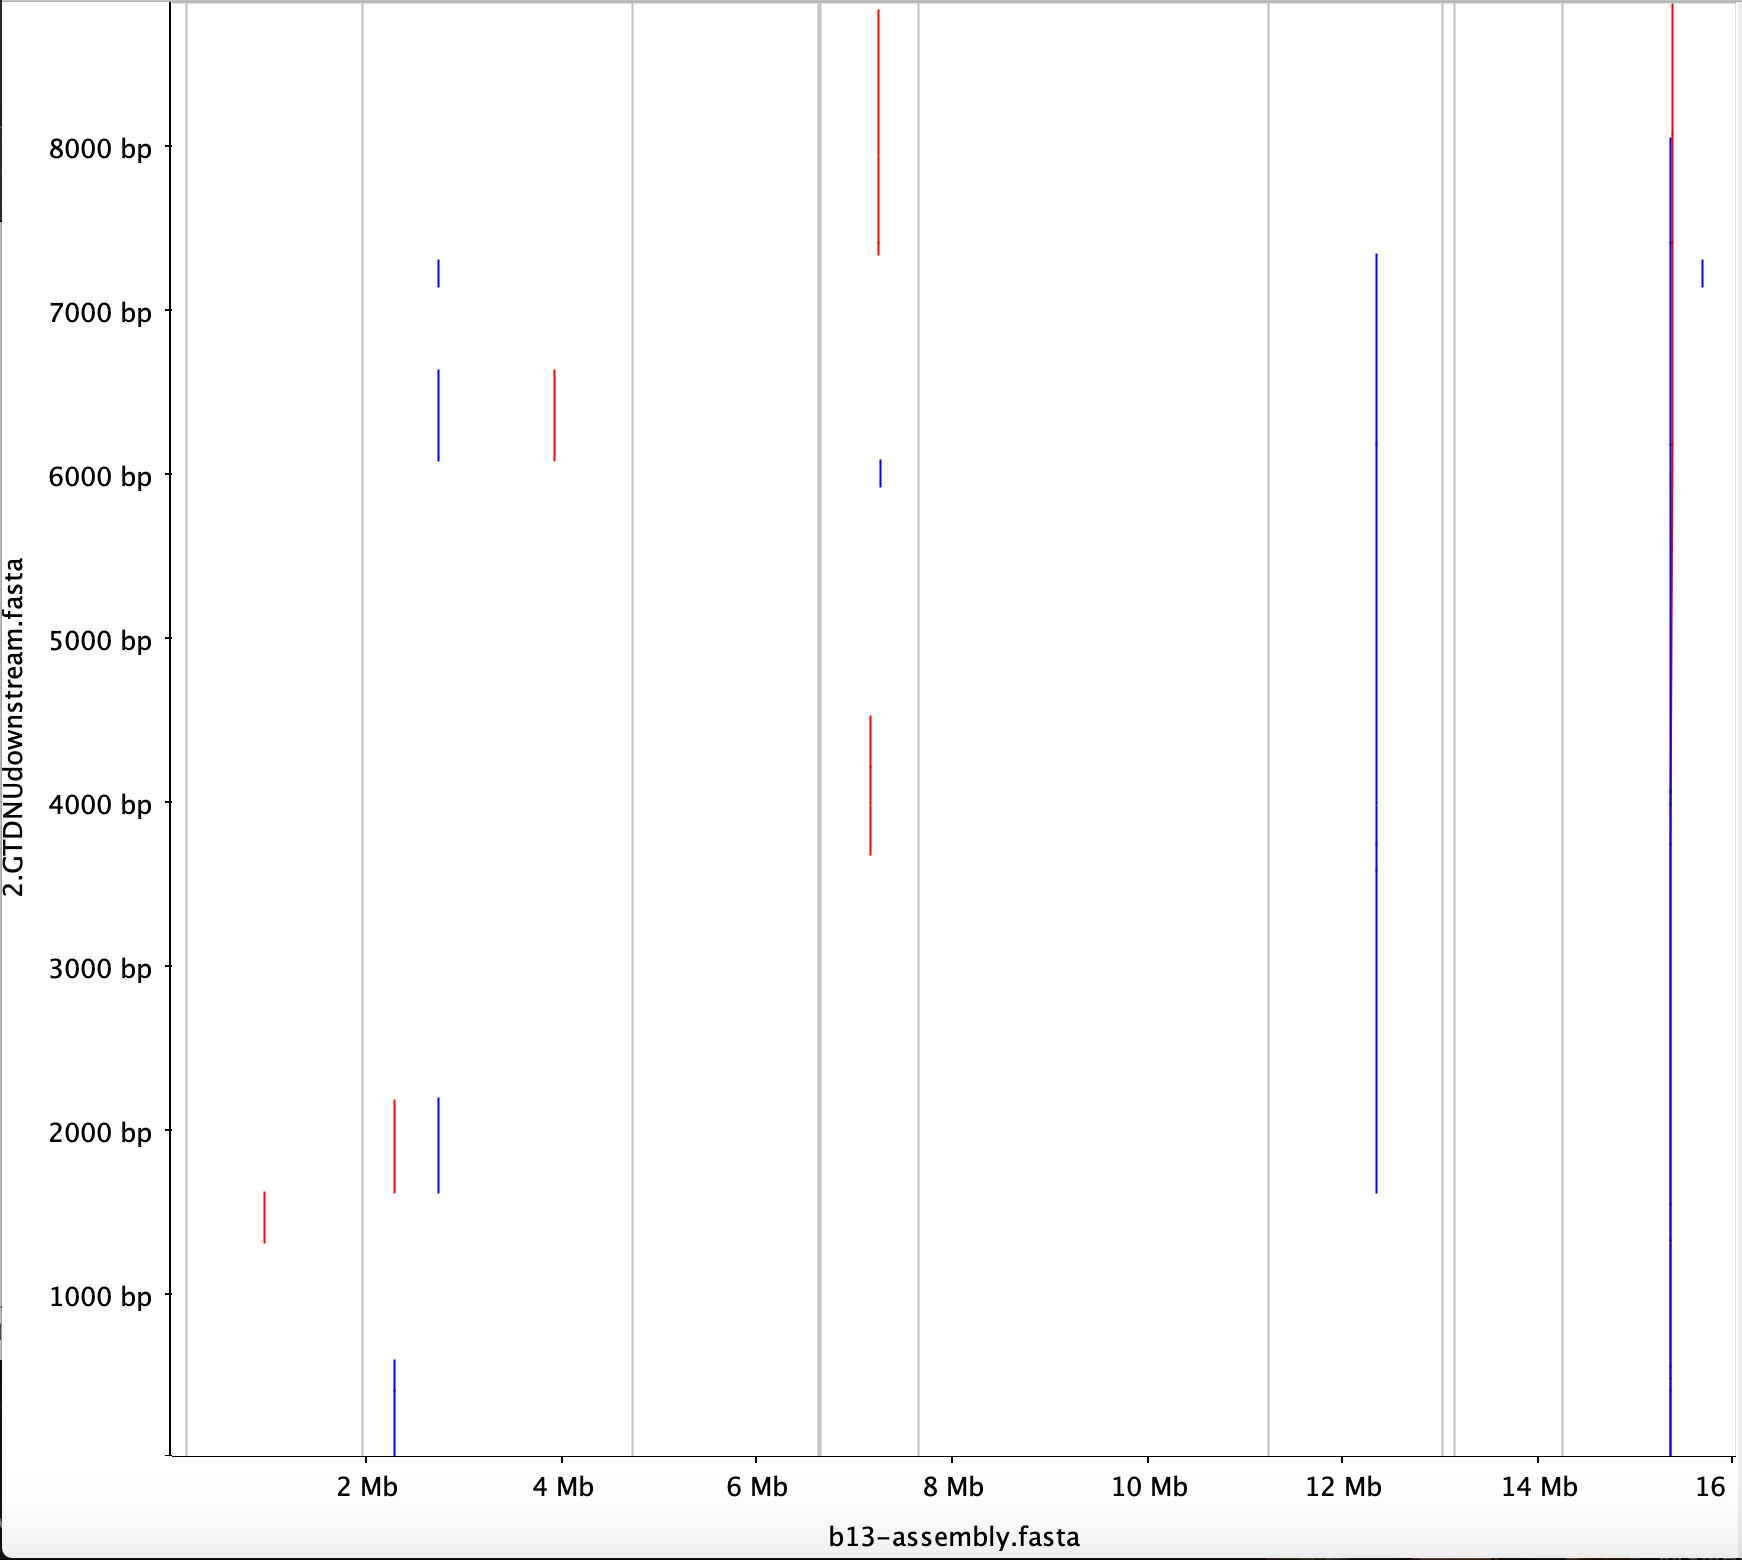 8000 bp
7000 bp
6000 bp
5000 bp
4000 bp
3000 bp
2000 bp
1000 bp
2.GTDNUdownstream.fasta
2 Mb
4 Mb
6 Mb
8 Mb
10 Mb
12 Mb
14 Mb
16
b13-assembly.fasta